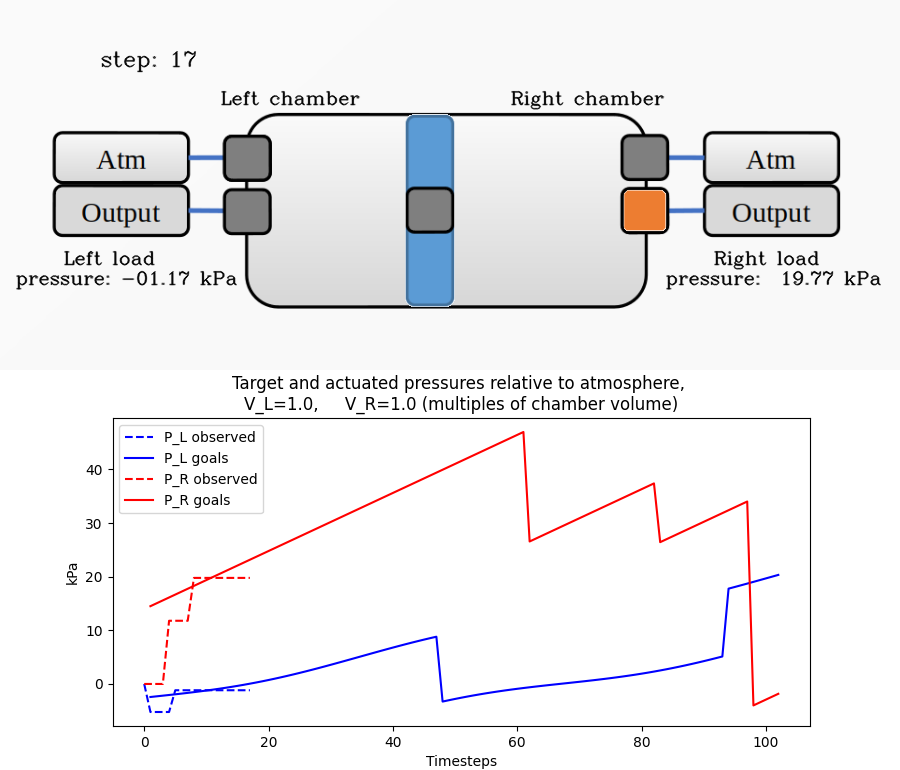 step: 17
Left chamber
Right chamber
Atm
Atm
Output
Output
Left load
pressure: -01.17 kPa
Right load
pressure: 19.77 kPa
Target and actuated pressures relative to atmosphere,
V_L=1.0, V_R=1.0 (multiples of chamber volume)
P_L observed
P_L goals
P_R observed
P_R goals
kPa
40
30
20
10
0
0 20 40 60 80 100
Timesteps